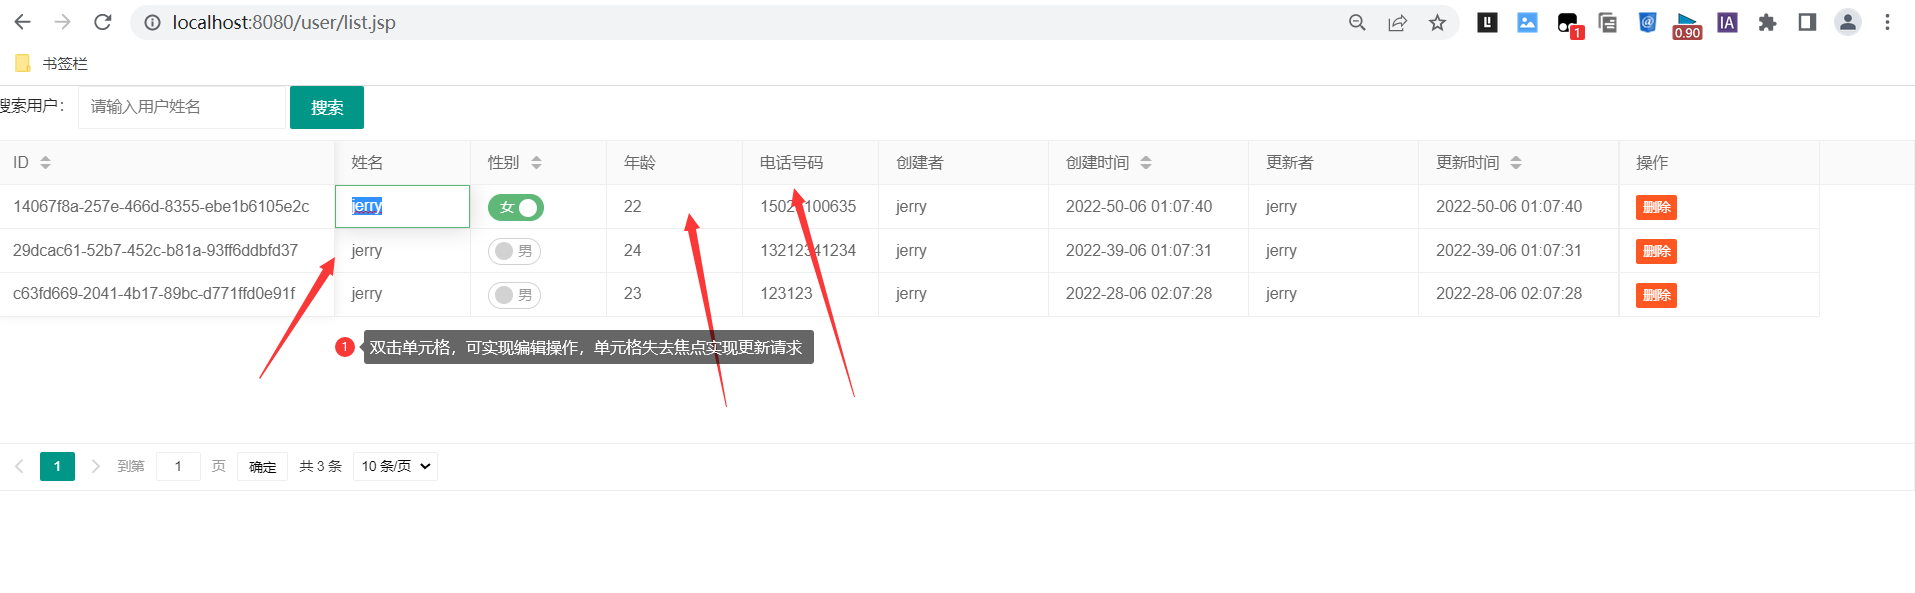 localhost:8080/user/list.jsp
1
0.90
IA
书签栏
搜索用户： 请输入用户姓名 搜索
ID 姓名 性别 年龄 电话号码 创建者 创建时间 更新者 更新时间 操作
14067f8a-257e-466d-8355-ebe1b6105e2c jerry 女 22 jerry 2022-50-06 01:07:40 jerry 2022-50-06 01:07:40 删除
29dcac61-52b7-452c-b81a-93ff6ddbfd37 jerry 男 24 13212341234 jerry 2022-39-06 01:07:31 jerry 2022-39-06 01:07:31 删除
c63fd669-2041-4b17-89bc-d771ffd0e91f jerry 男 23 123123 jerry 2022-28-06 02:07:28 jerry 2022-28-06 02:07:28 删除
1 双击单元格，可实现编辑操作，单元格失去焦点实现更新请求
1 到第 1 页 确定 共 3 条 10 条/页